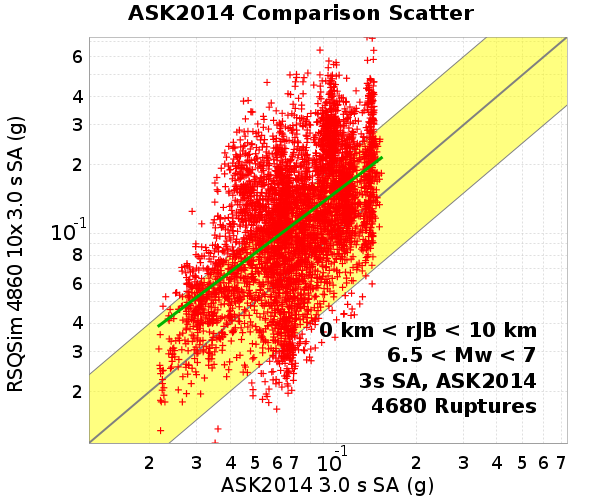 ASK2014 Comparison Scatter
RSQSim 4860 10x 3.0 s SA (g)
6
4
3
2
10-1
8
6
4
3
2
0 km < rJB < 10 km
6.5 < Mw < 7
3s SA, ASK2014
4680 Ruptures
2 3 4 5 6 7 10-1 2 3 4 5 6 7
ASK2014 3.0 s SA (g)